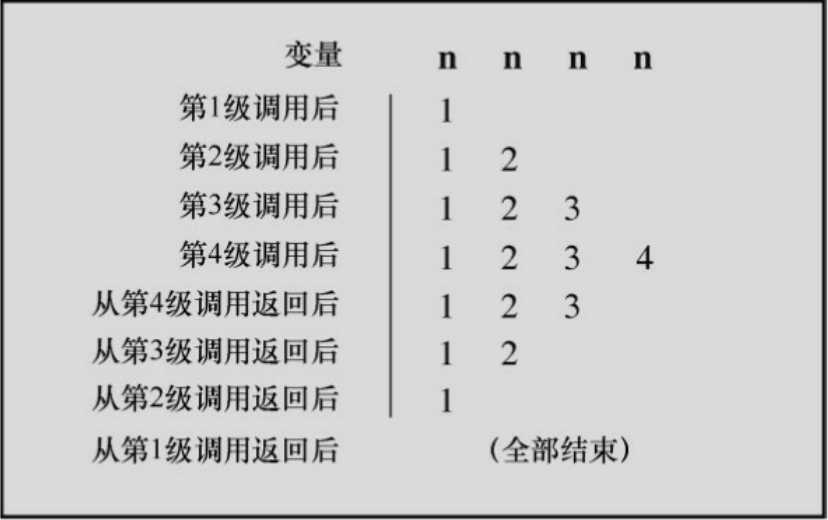 变量 n n n n
第1级调用后 1
第2级调用后 1 2
第3级调用后 1 2 3
第4级调用后 1 2 3 4
从第4级调用返回后 1 2 3
从第3级调用返回后 1 2
从第2级调用返回后 1
从第1级调用返回后 （全部结束）